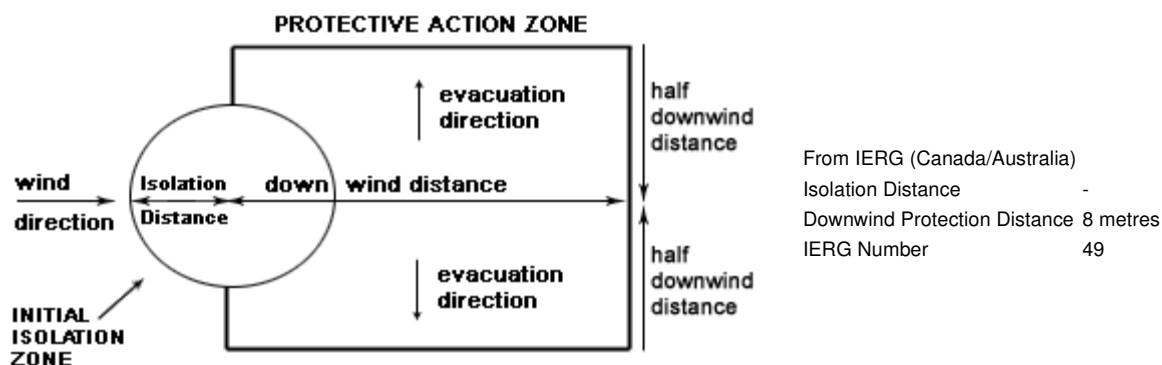 PROTECTIVE ACTION ZONE
evacuation
direction
half
downwind
distance
wind
direction
Isolation
Distance
down wind distance
evacuation
direction
half
downwind
distance
INITIAL
ISOLATION
ZONE
From IERG (Canada/Australia)
Isolation Distance -
Downwind Protection Distance 8 metres
IERG Number 49